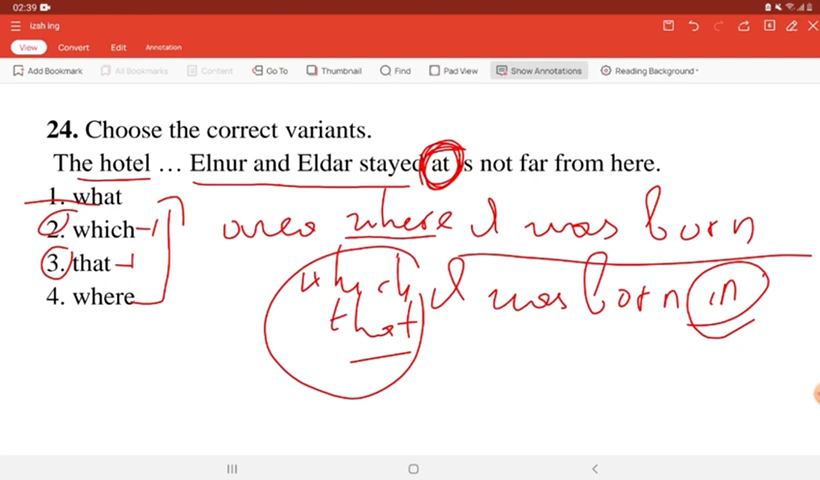 02:39
izah ing
View Convert Edit Annotation
Add Bookmark All Bookmarks Content Go To Thumbnail Find Pad View Show Annotations Reading Background
24. Choose the correct variants.
The hotel … Elnur and Eldar stayed at is not far from here.
1. what
2. which
3. that
4. where
where I was born
which, I was born in
that